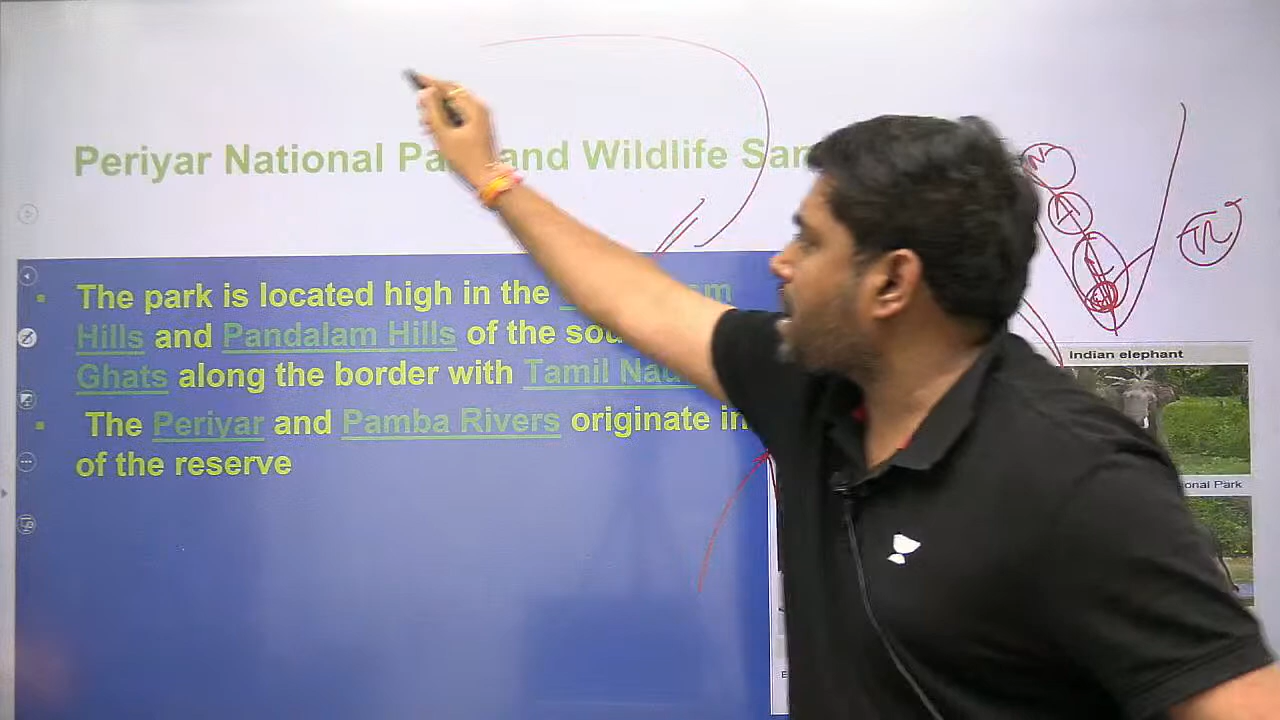 Periyar National Pa and Wildlife San
The park is located high in the
Hills and Pandalam Hills of the sou
Ghats along the border with Tamil Nad
The Periyar and Pamba Rivers originate in
of the reserve
Indian elephant
onal Park